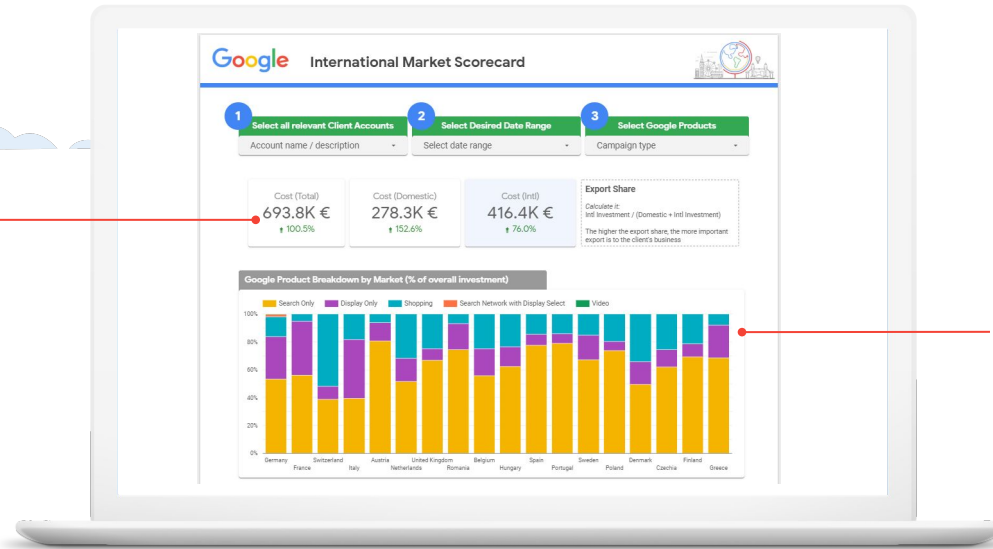 Google International Market Scorecard
1 2 3
Select all relevant Client Accounts Select Desired Date Range Select Google Products
Account name / description Select date range Campaign type
Cost (Total) Cost (Domestic) Cost (Intl)
693.8K € 278.3K € 416.4K €
100.5% 152.6% 76.0%
Export Share
Calculate it:
Intl Investment / (Domestic + Intl Investment)
The higher the export share, the more important
export is to the client's business
Google Product Breakdown by Market (% of overall investment)
Search Only Display Only Shopping Search Network with Display Select Video
100%
80%
60%
40%
20%
0%
Germany Switzerland Austria United Kingdom Belgium Spain Sweden Denmark Finland
France Italy Netherlands Romania Hungary Portugal Poland Czechia Greece